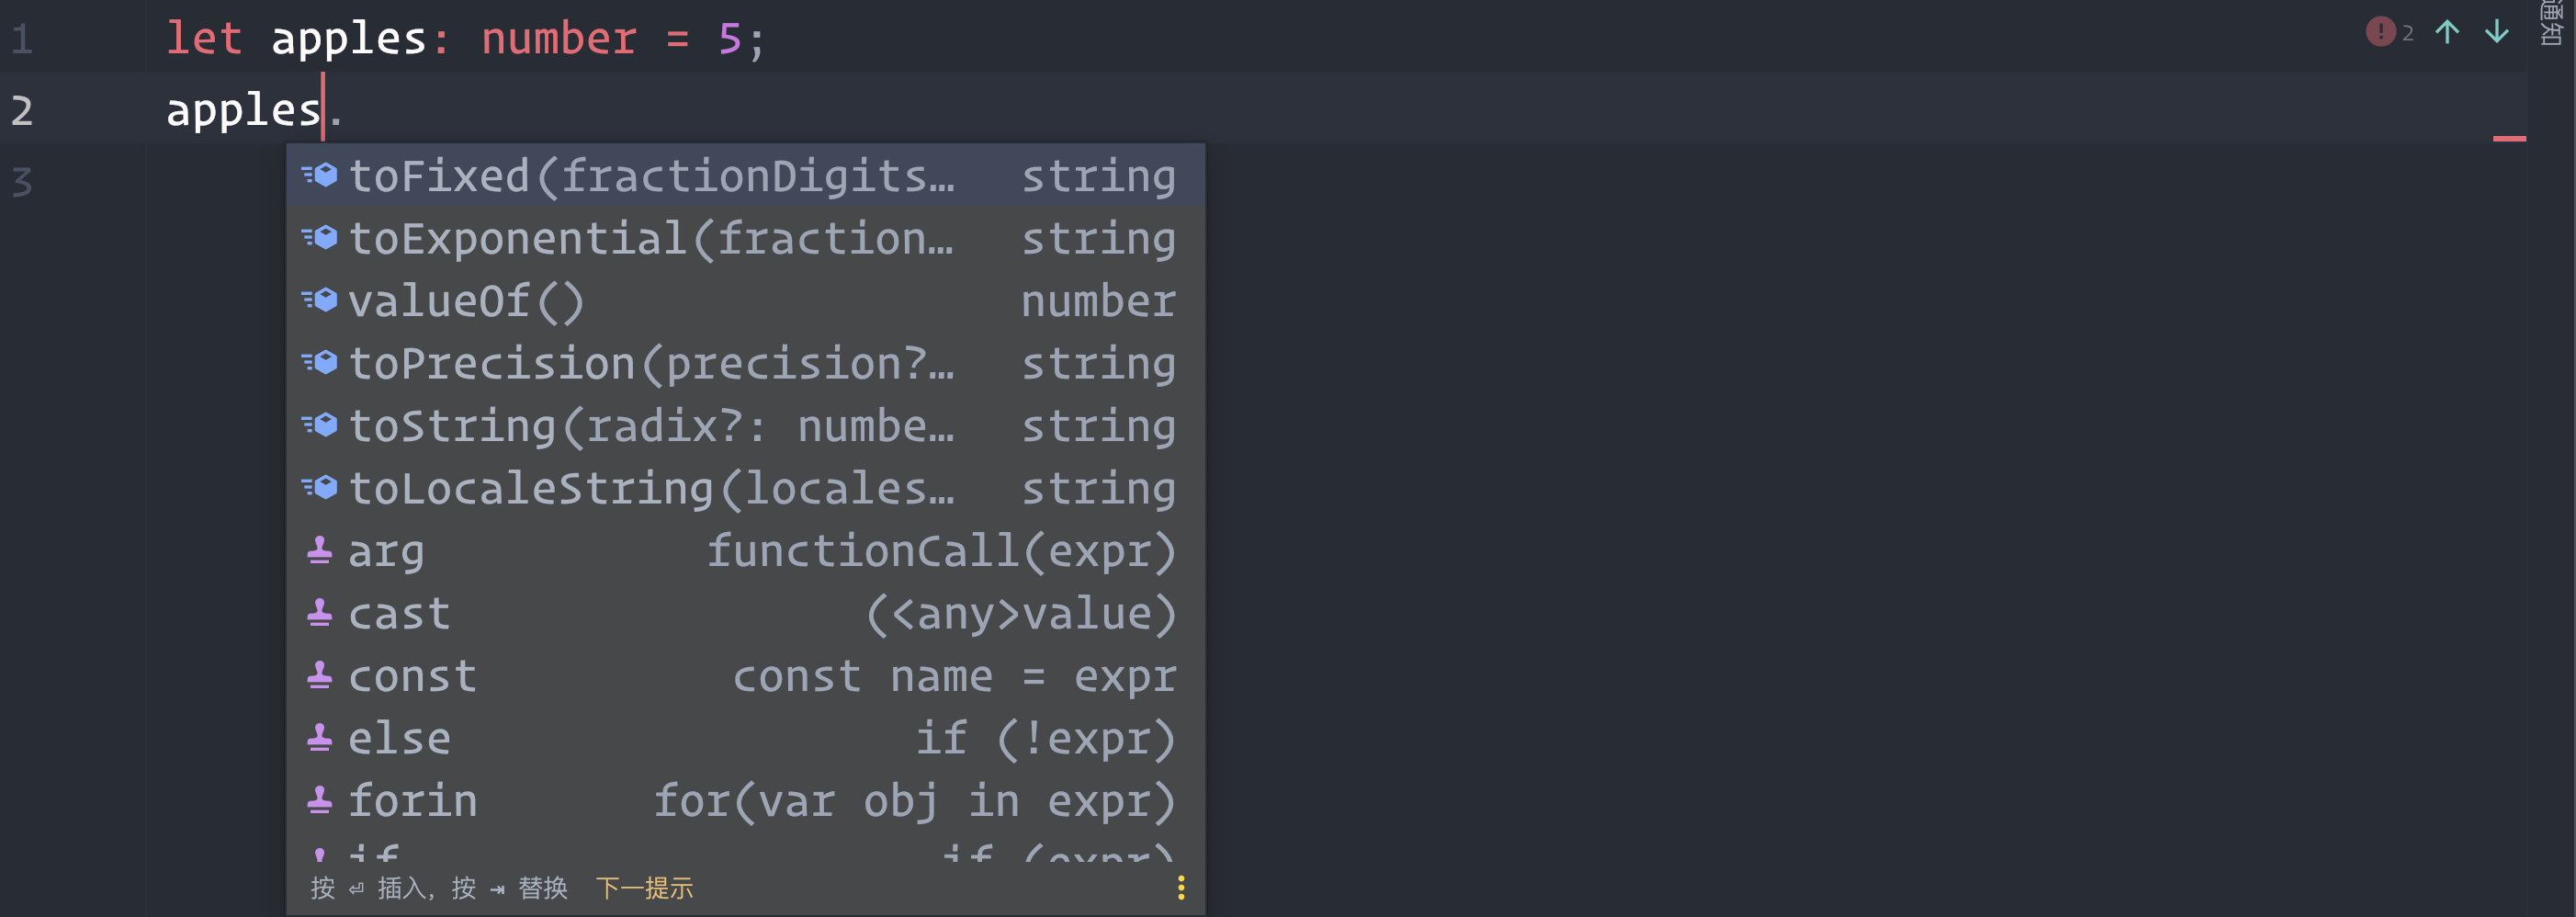 1 let apples: number = 5;
2 apples.
3
2
通知
toFixed(fractionDigits… string
toExponential(fraction… string
valueOf() number
toPrecision(precision?… string
toString(radix?: numbe… string
toLocaleString(locales… string
arg functionCall(expr)
cast (<any>value)
const const name = expr
else if (!expr)
forin for(var obj in expr)
if if (expr)
按 ⏎ 插入, 按 ⇥ 替换 下一提示